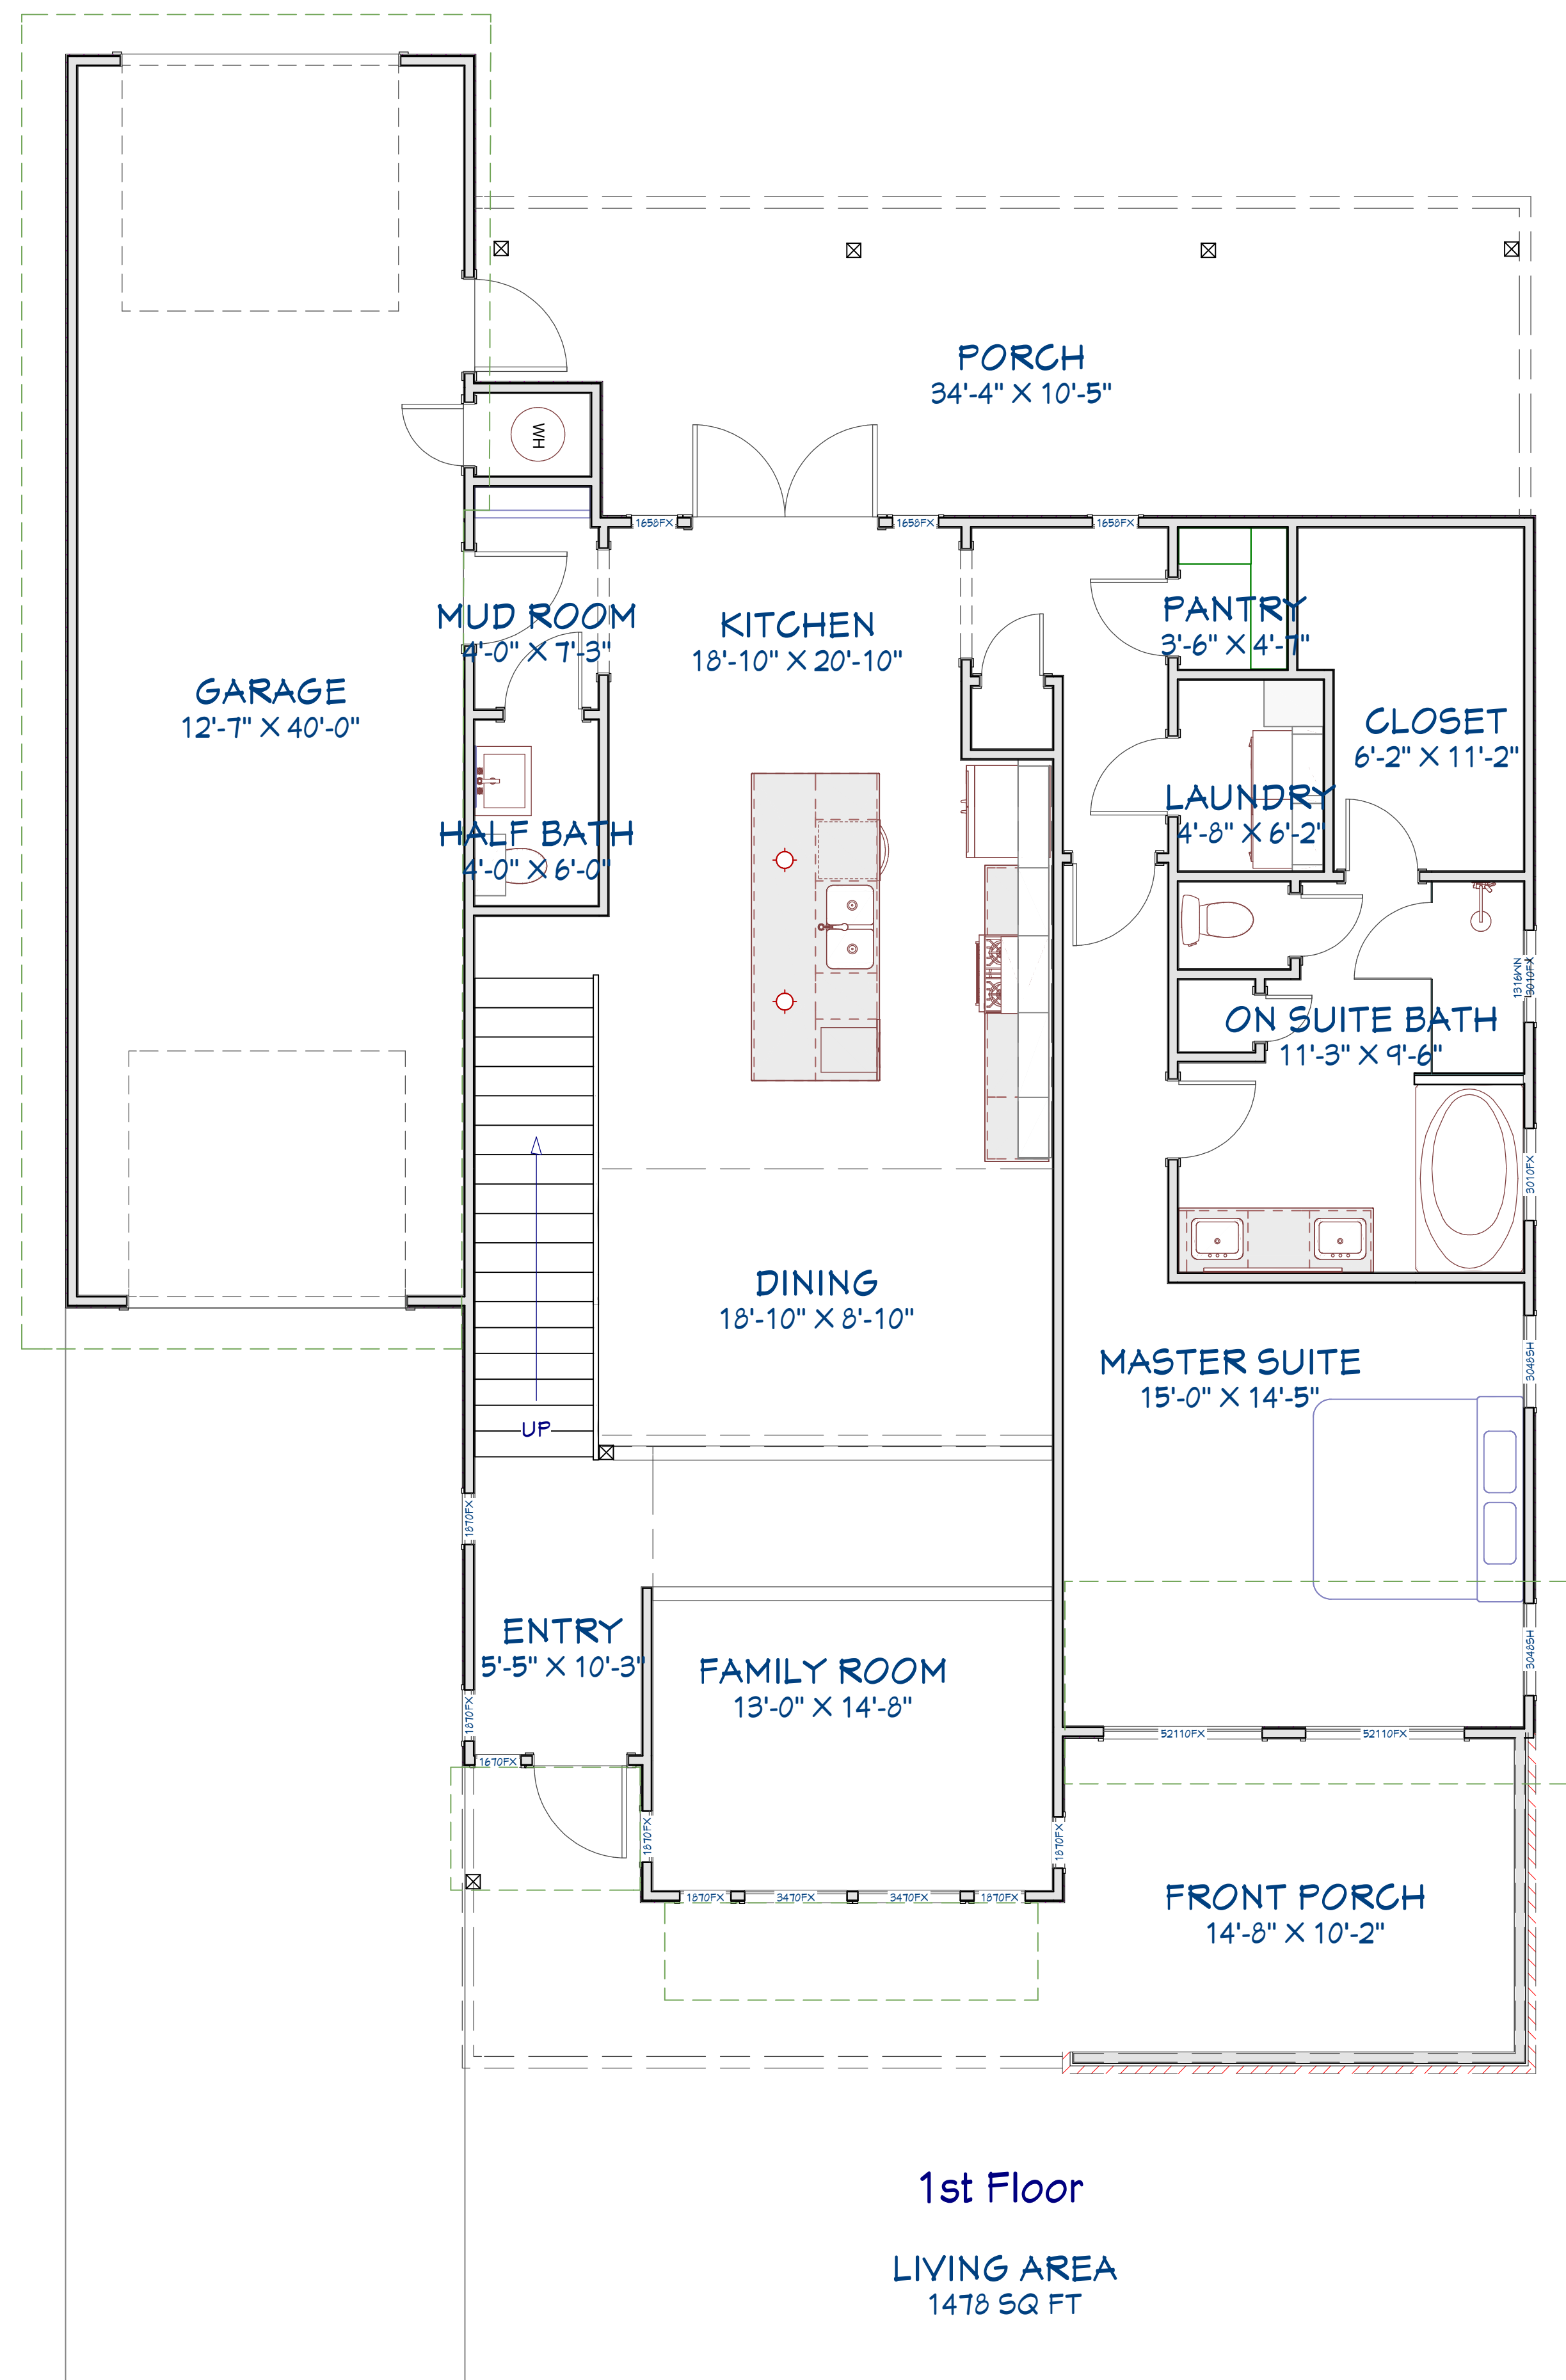 PORCH
34'-4" X 10'-5"
WH
1658FX
1658FX
1658FX
MUD ROOM
4'-0" X 7'-3"
KITCHEN
18'-10" X 20'-10"
PANTRY
3'-6" X 4'-7"
GARAGE
12'-7" X 40'-0"
CLOSET
6'-2" X 11'-2"
LAUNDRY
4'-8" X 6'-2"
HALF BATH
4'-0" X 6'-0"
1316WN
3010FX
ON SUITE BATH
11'-3" X 9'-6"
3010FX
DINING
18'-10" X 8'-10"
3048SH
MASTER SUITE
15'-0" X 14'-5"
UP
1870FX
ENTRY
5'-5" X 10'-3"
3048SH
FAMILY ROOM
13'-0" X 14'-8"
1870FX
52110FX
52110FX
1670FX
1870FX
1870FX
1870FX
3470FX
3470FX
1870FX
FRONT PORCH
14'-8" X 10'-2"
1st Floor
LIVING AREA
1478 SQ FT